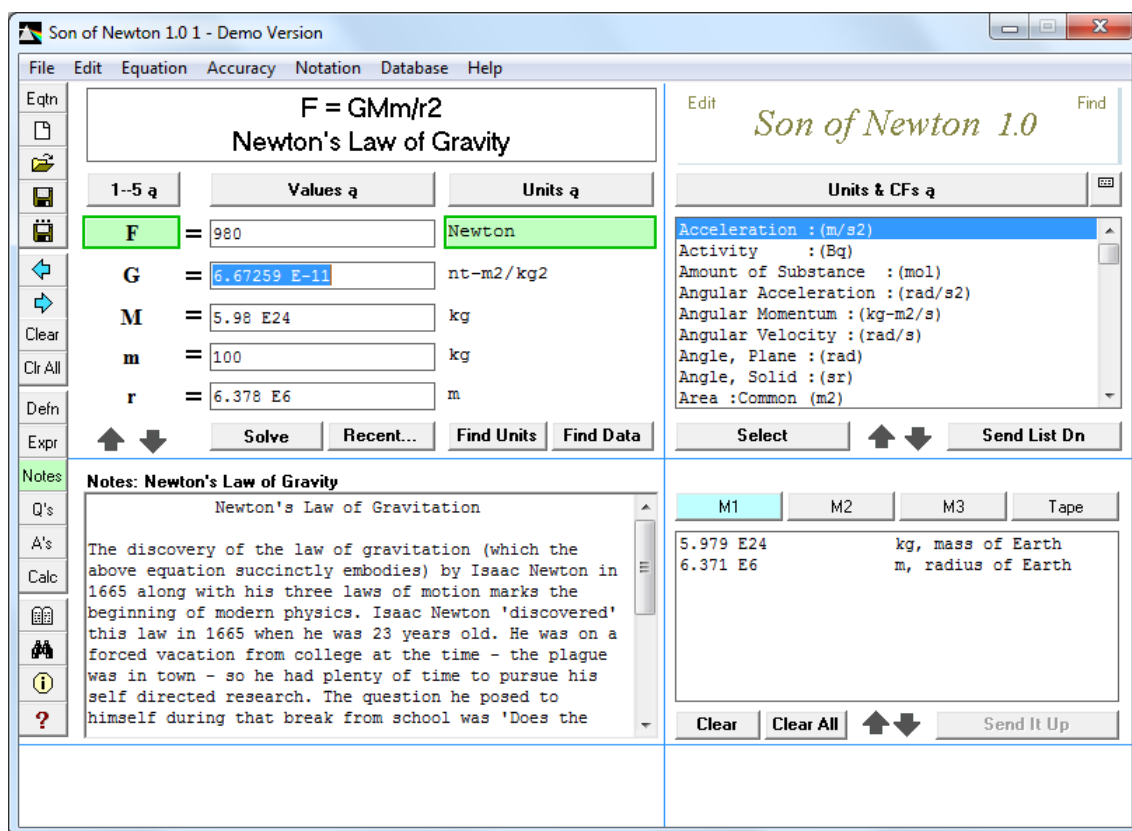 Son of Newton 1.0 1 - Demo Version
File Edit Equation Accuracy Notation Database Help
Eqtn
F = GMm/r2
Newton's Law of Gravity
Edit
Son of Newton 1.0
Find
1--5 ą Values ą Units ą
Units & CFs ą
F = 980 Newton
G = 6.67259 E-11 nt-m2/kg2
M = 5.98 E24 kg
m = 100 kg
r = 6.378 E6 m
Acceleration :(m/s2)
Activity :(Bq)
Amount of Substance :(mol)
Angular Acceleration :(rad/s2)
Angular Momentum :(kg-m2/s)
Angular Velocity :(rad/s)
Angle, Plane :(rad)
Angle, Solid :(sr)
Area :Common (m2)
Clear
Clr All
Defn
Expr
Notes
Q's
A's
Calc
?
Solve Recent... Find Units Find Data
Select Send List Dn
Notes: Newton's Law of Gravity
Newton's Law of Gravitation
The discovery of the law of gravitation (which the
above equation succinctly embodies) by Isaac Newton in
1665 along with his three laws of motion marks the
beginning of modern physics. Isaac Newton 'discovered'
this law in 1665 when he was 23 years old. He was on a
forced vacation from college at the time - the plague
was in town - so he had plenty of time to pursue his
self directed research. The question he posed to
himself during that break from school was 'Does the
M1 M2 M3 Tape
5.979 E24 kg, mass of Earth
6.371 E6 m, radius of Earth
Clear Clear All Send It Up